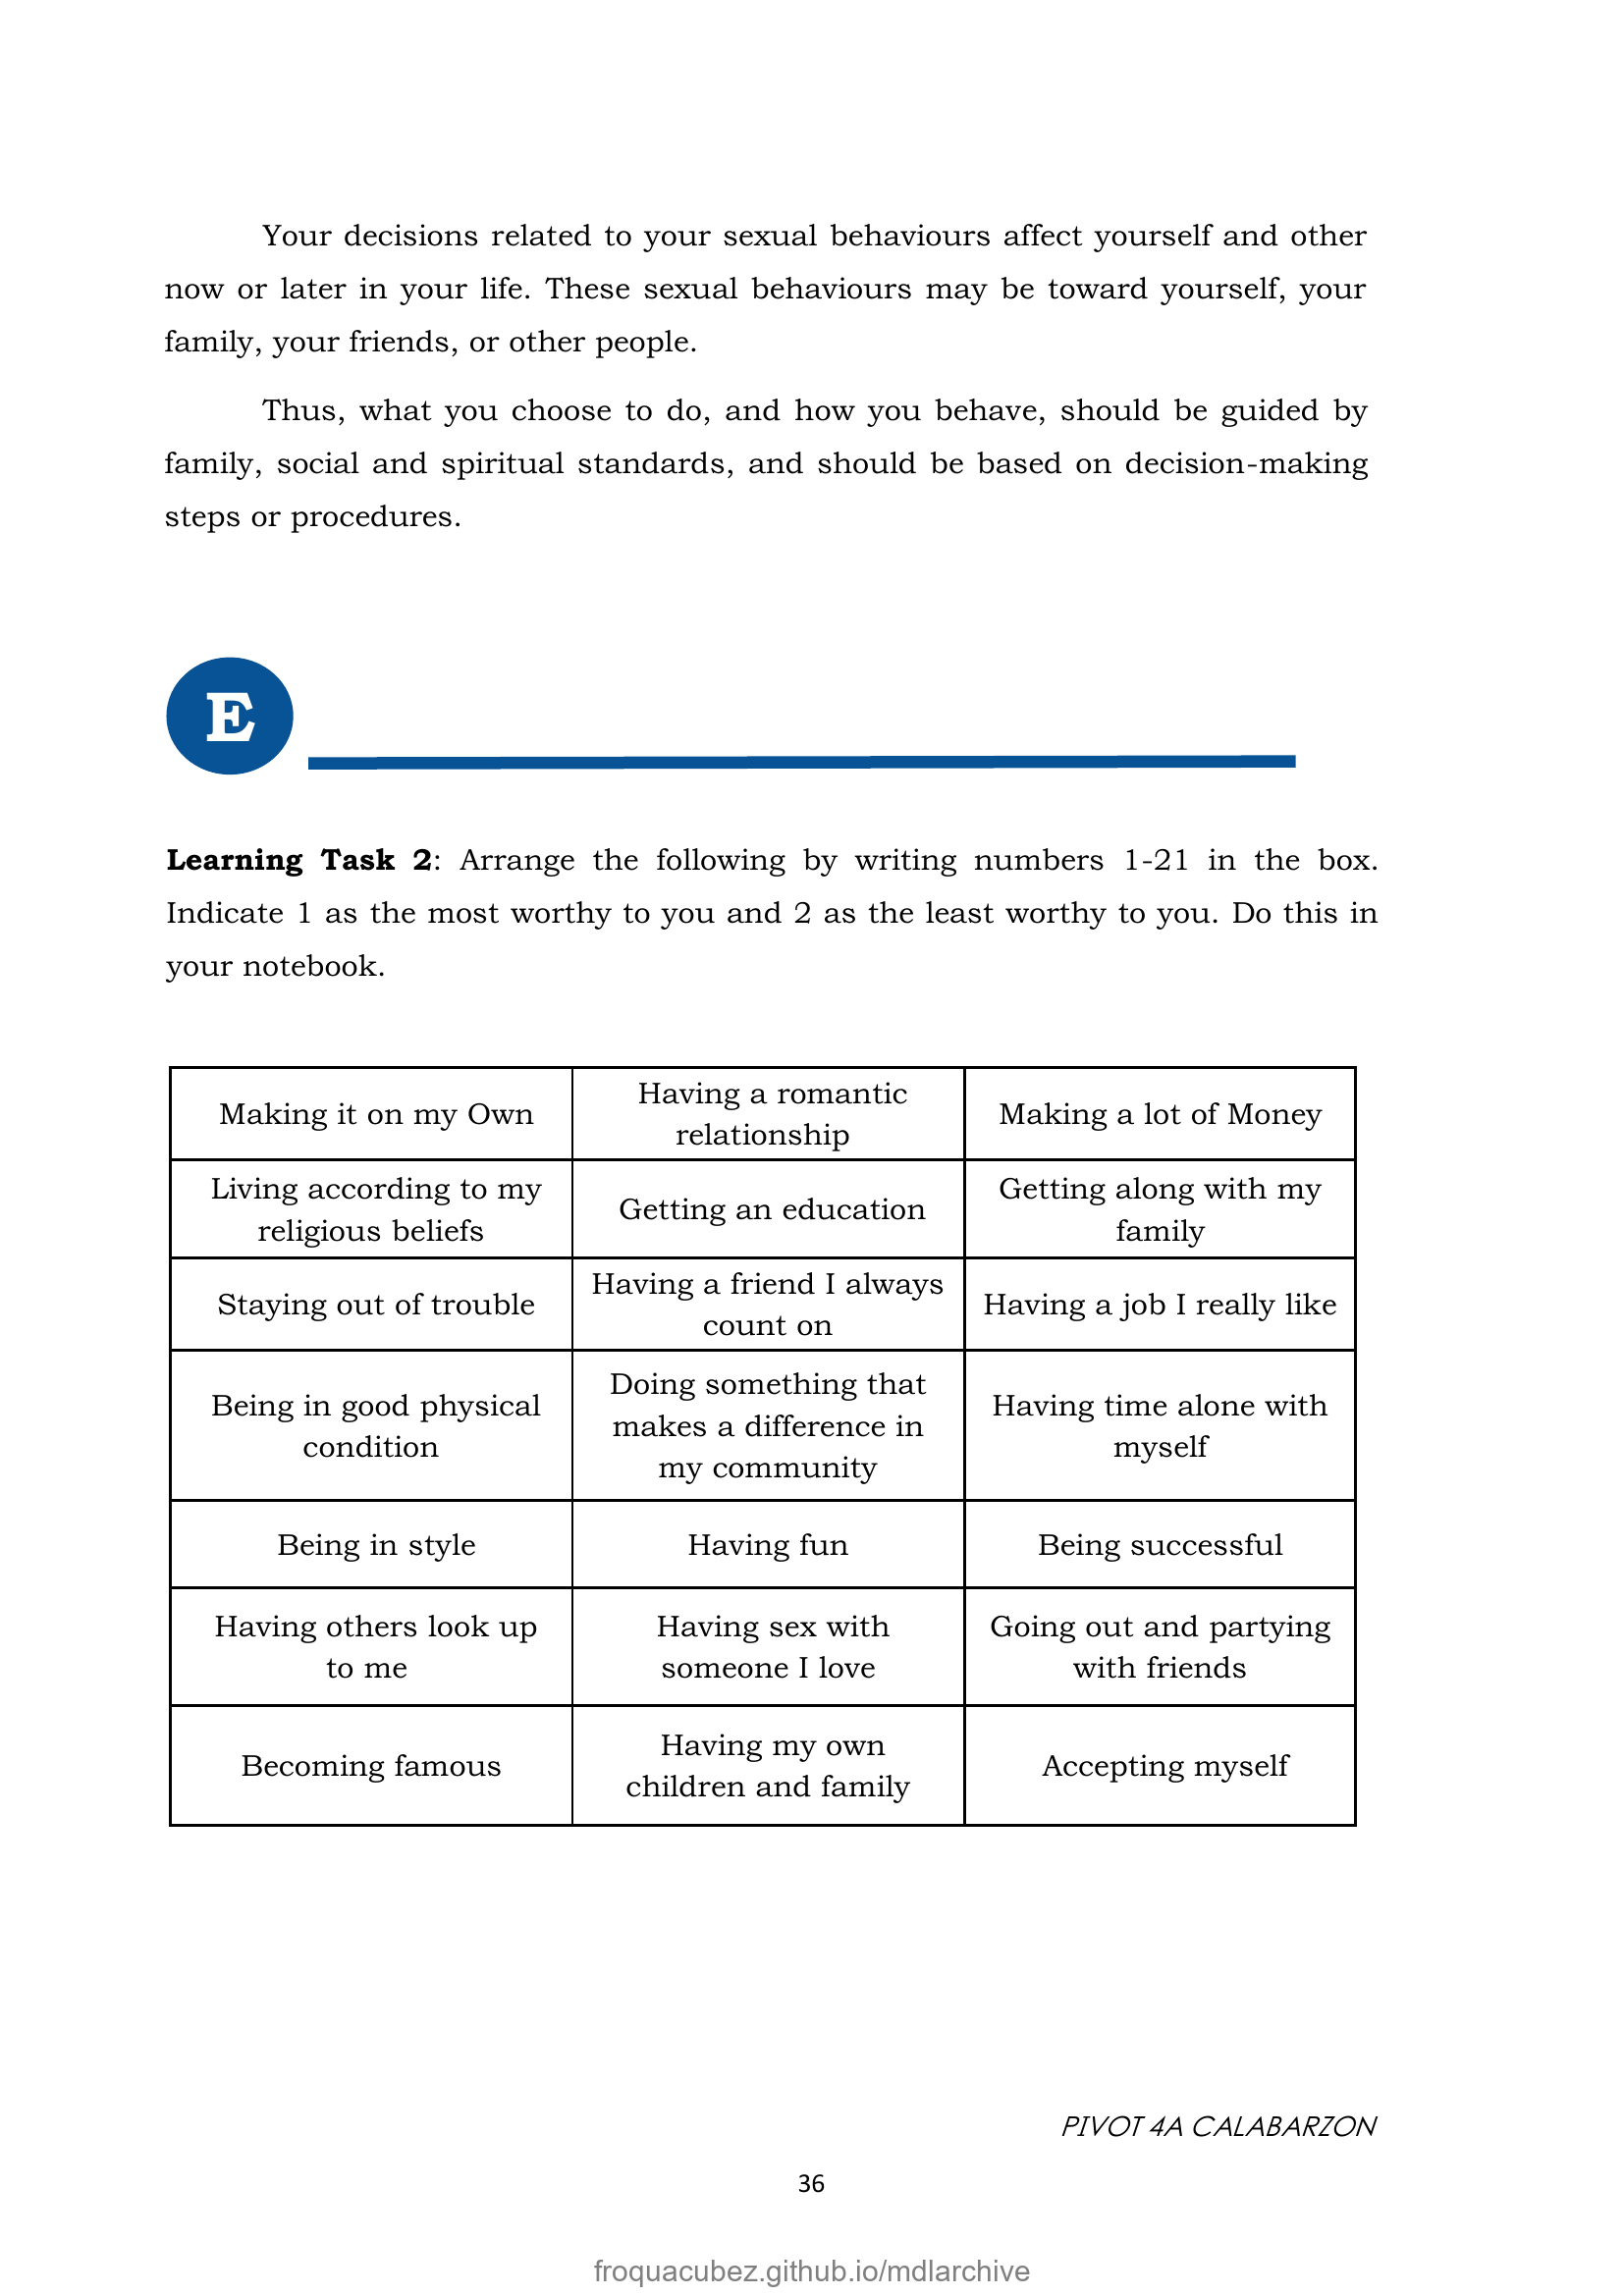 Your decisions related to your sexual behaviours affect yourself and other
now or later in your life. These sexual behaviours may be toward yourself, your
family, your friends, or other people.
Thus, what you choose to do, and how you behave, should be guided by
family, social and spiritual standards, and should be based on decision-making
steps or procedures.
E
Learning Task 2: Arrange the following by writing numbers 1-21 in the box.
Indicate 1 as the most worthy to you and 2 as the least worthy to you. Do this in
your notebook.
Making it on my Own
Having a romantic
relationship
Making a lot of Money
Living according to my
religious beliefs
Getting an education
Getting along with my
family
Staying out of trouble
Having a friend I always
count on
Having a job I really like
Being in good physical
condition
Doing something that
makes a difference in
my community
Having time alone with
myself
Being in style
Having fun
Being successful
Having others look up
to me
Having sex with
someone I love
Going out and partying
with friends
Becoming famous
Having my own
children and family
Accepting myself
PIVOT 4A CALABARZON
36
froquacubez.github.io/mdlarchive